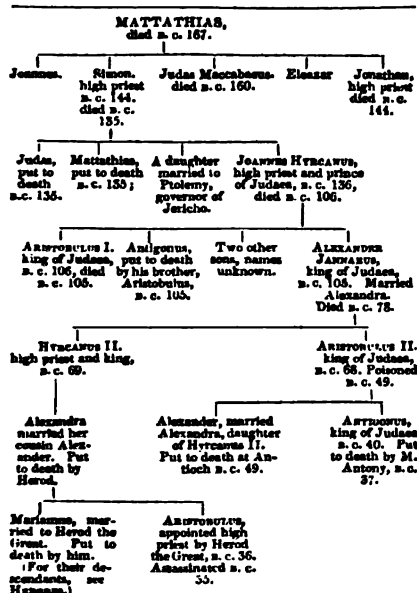 MATTATHIAS,
died B. C. 167.
Joannes.
Simon.
high priest
B. C. 144.
died B. C.
135.
Judas Maccabaeus.
died B. C. 160.
Eleazar
Jonathan,
high priest
died B. C.
144.
Judas,
put to
death
B.C. 135.
Mattathias,
put to death
B. C. 135;
A daughter
married to
Ptolemy,
governor of
Jericho.
JOANNES HYRCANUS,
high priest and prince
of Judaea, B. C. 136,
died B. C. 106.
ARISTOBULUS I.
king of Judaea,
B. C. 106, died
B. C. 105.
Antigonus,
put to death
by his brother,
Aristobulus,
B. C. 105.
Two other
sons, names
unknown.
ALEXANDER
JANNAEUS,
king of Judaea,
B. C. 105. Married
Alexandra.
Died B. C. 78.
HYRCANUS II.
high priest and king,
B. C. 69.
ARISTOBULUS II.
king of Judaea,
B. C. 68. Poisoned
B. C. 49.
Alexandra
married her
cousin Alex-
ander. Put
to death by
Herod.
Alexander, married
Alexandra, daughter
of Hyrcanus II.
Put to death at An-
tioch B. C. 49.
ANTIGONUS,
king of Judaea
B. C. 40. Put
to death by M.
Antony, B. C.
37.
Mariamne, mar-
ried to Herod the
Great. Put to
death by him.
(For their de-
scendants, see
ARISTOBULUS,
appointed high
priest by Herod
the Great, B. C. 36.
Assassinated B. C.
35.